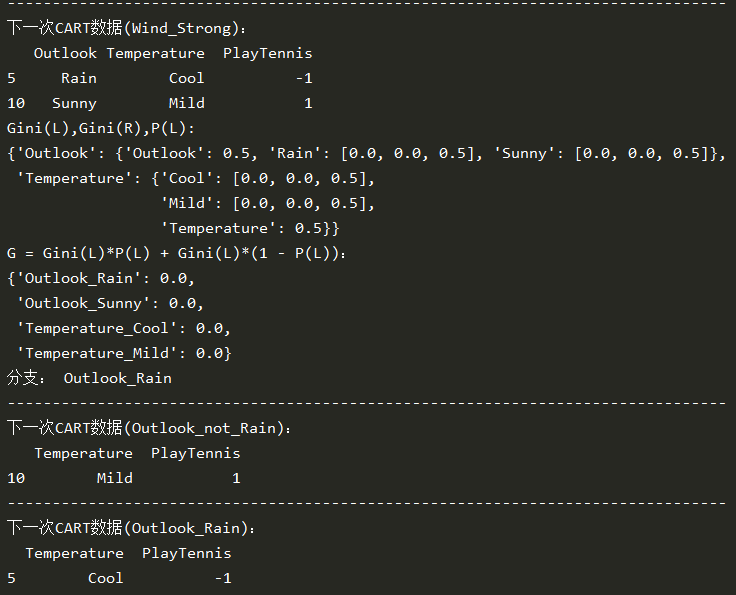 --------------------------------------------------------------------------------
下一次CART数据(Wind_Strong)：
   Outlook Temperature  PlayTennis
5     Rain        Cool          -1
10   Sunny        Mild           1
Gini(L),Gini(R),P(L):
{'Outlook': {'Outlook': 0.5, 'Rain': [0.0, 0.0, 0.5], 'Sunny': [0.0, 0.0, 0.5]},
 'Temperature': {'Cool': [0.0, 0.0, 0.5],
                 'Mild': [0.0, 0.0, 0.5],
                 'Temperature': 0.5}}
G = Gini(L)*P(L) + Gini(L)*(1 - P(L))：
{'Outlook_Rain': 0.0,
 'Outlook_Sunny': 0.0,
 'Temperature_Cool': 0.0,
 'Temperature_Mild': 0.0}
分支： Outlook_Rain
--------------------------------------------------------------------------------
下一次CART数据(Outlook_not_Rain)：
   Temperature  PlayTennis
10        Mild           1
--------------------------------------------------------------------------------
下一次CART数据(Outlook_Rain)：
  Temperature  PlayTennis
5        Cool          -1